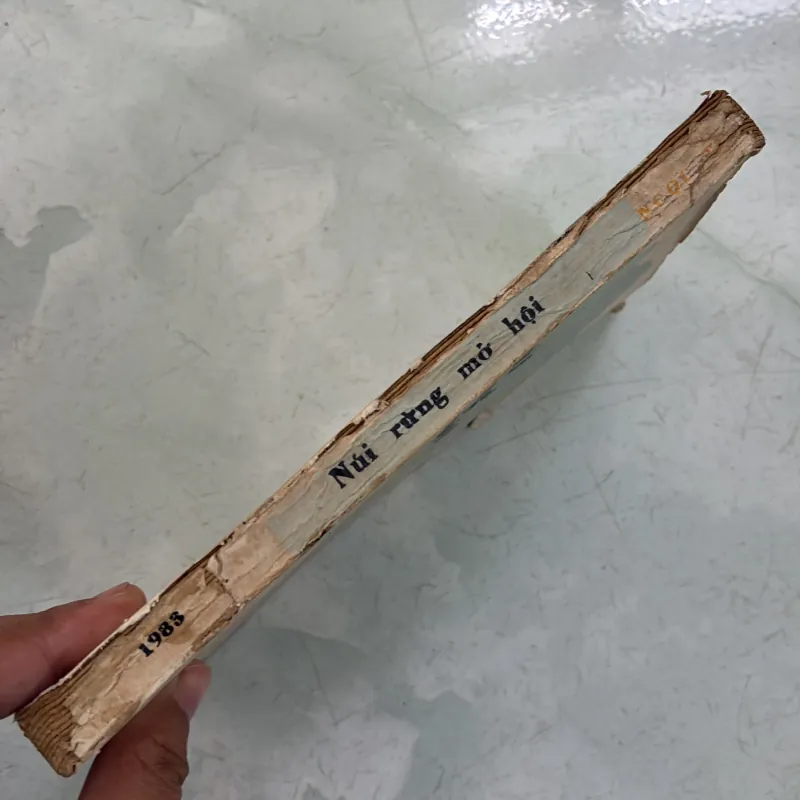 Núi rừng mở hội
1983